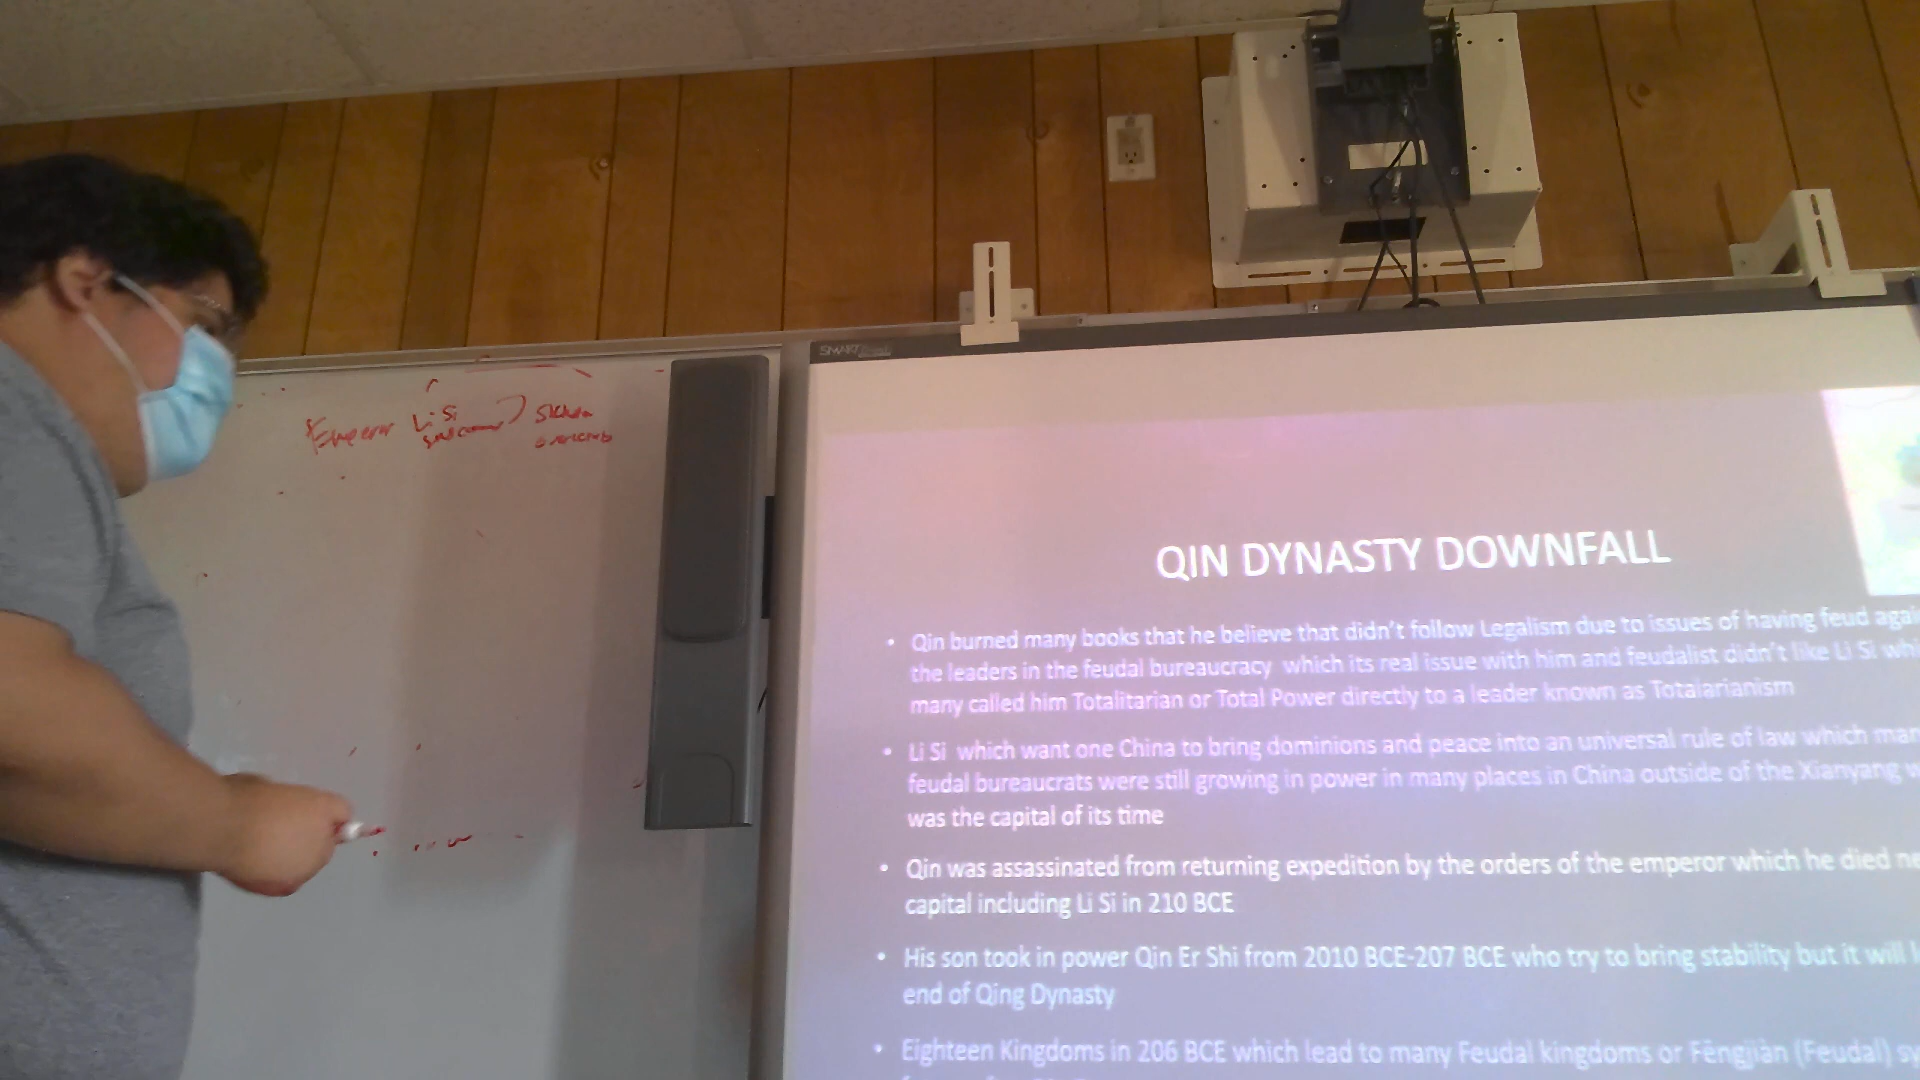 SMART
Li Si
QIN DYNASTY DOWNFALL
• Qin burned many books that he believe that didn't follow Legalism due to issues of having feud
the leaders in the feudal bureaucracy which its real issue with him and feudalist didn't like Li Si
many called him Totalitarian or Total Power directly to a leader known as Totalarianism
• Li Si which want one China to bring dominions and peace into an universal rule of law which
feudal bureaucrats were still growing in power in many places in China outside of the Xianyang
was the capital of its time
• Qin was assassinated from returning expedition by the orders of the emperor which he died
capital including Li Si in 210 BCE
• His son took in power Qin Er Shi from 2010 BCE-207 BCE who try to bring stability but it will
end of Qing Dynasty
• Eighteen Kingdoms in 206 BCE which lead to many Feudal kingdoms or Fēngjiàn (Feudal)